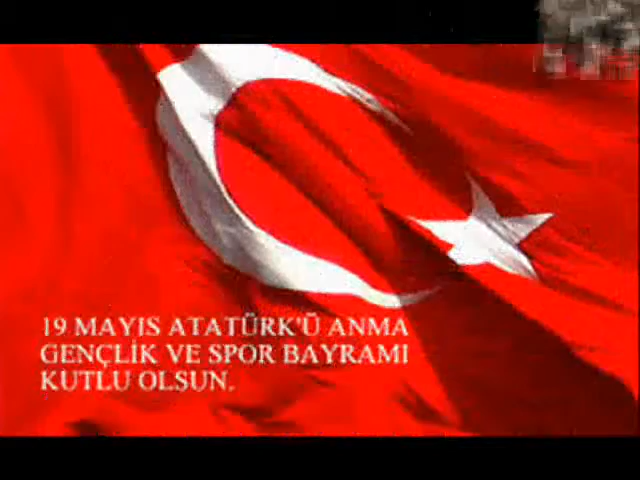 19 MAYIS ATATÜRK'Ü ANMA
GENÇLİK VE SPOR BAYRAMI
KUTLU OLSUN.